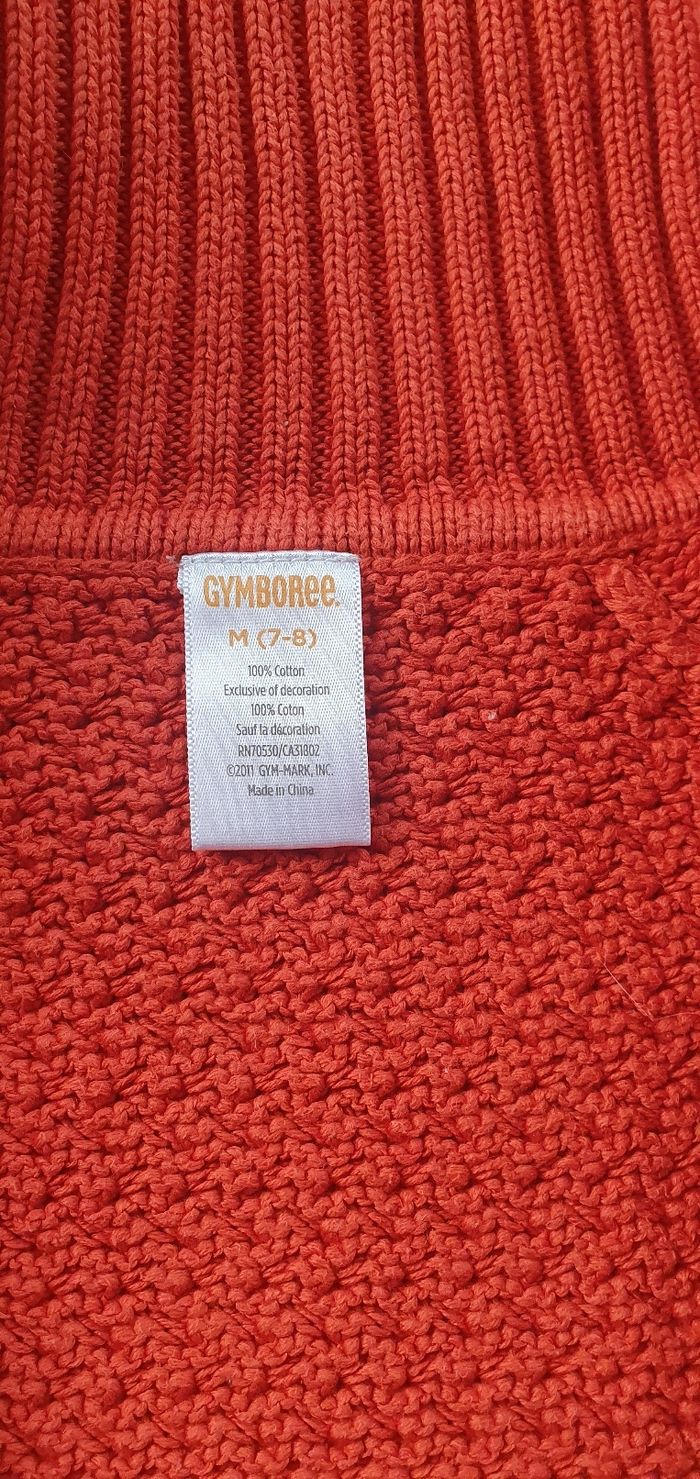 GYMBOREE.
M (7-8)
100% Cotton
Exclusive of decoration
100% Coton
Sauf la décoration
RN70530/CA31802
©2011 GYM-MARK, INC.
Made in China